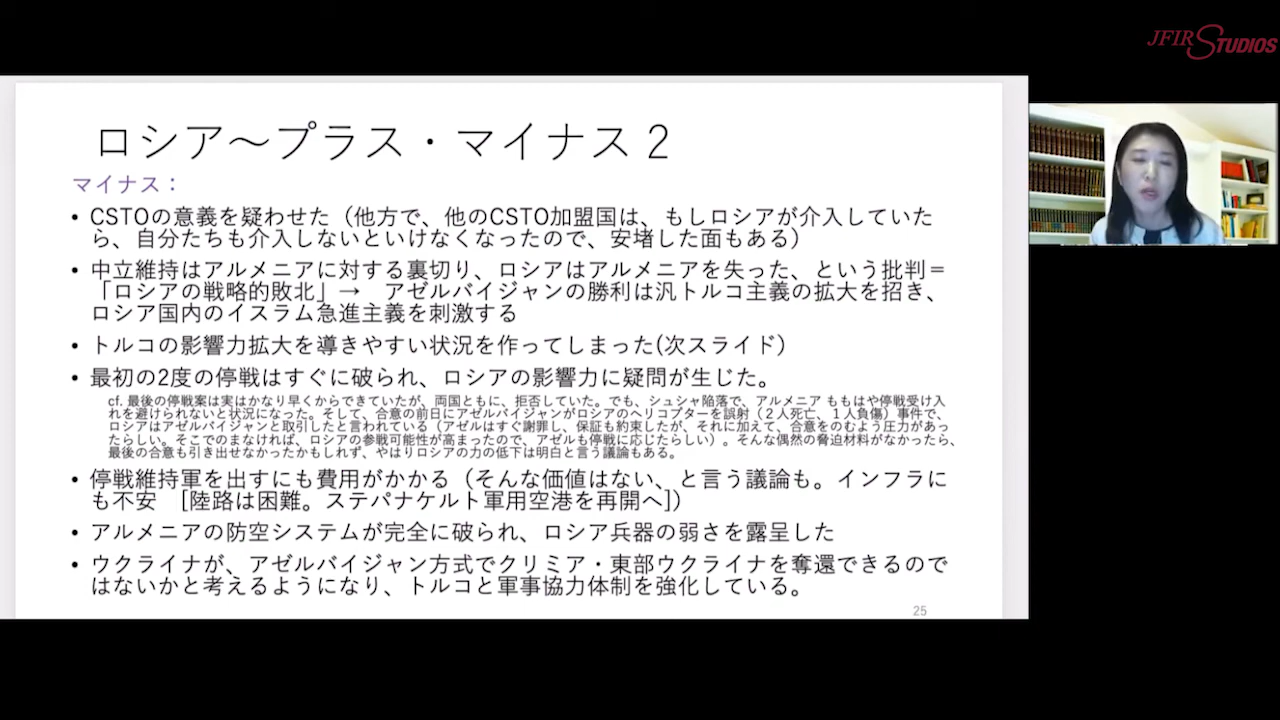 JFIR STUDIOS
ロシア～プラス・マイナス２
マイナス：
• CSTOの意義を疑わせた（他方で、他のCSTO加盟国は、もしロシアが介入していた
ら、自分たちも介入しないといけなくなったので、安堵した面もある）
• 中立維持はアルメニアに対する裏切り、ロシアはアルメニアを失った、という批判＝
「ロシアの戦略的敗北」→　アゼルバイジャンの勝利は汎トルコ主義の拡大を招き、
ロシア国内のイスラム急進主義を刺激する
• トルコの影響力拡大を導きやすい状況を作ってしまった(次スライド)
• 最初の2度の停戦はすぐに破られ、ロシアの影響力に疑問が生じた。
cf. 最後の停戦案は実はかなり早くからできていたが、両国ともに、拒否していた。でも、シュシャ陥落で、アルメニア ももはや停戦受け入
れを避けられないと状況になった。そして、合意の前日にアゼルバイジャンがロシアのヘリコプターを誤射（２人死亡、１人負傷）事件で、
ロシアはアゼルバイジャンと取引したと言われている（アゼルはすぐ謝罪し、保証も約束したが、それに加えて、合意をのむよう圧力があっ
たらしい。そこでのまなければ、ロシアの参戦可能性が高まったので、アゼルも停戦に応じたらしい）。そんな偶然の脅迫材料がなかったら、
最後の合意も引き出せなかったかもしれず、やはりロシアの力の低下は明白と言う議論もある。
• 停戦維持軍を出すにも費用がかかる（そんな価値はない、と言う議論も。インフラに
も不安　[陸路は困難。ステパナケルト軍用空港を再開へ]）
• アルメニアの防空システムが完全に破られ、ロシア兵器の弱さを露呈した
• ウクライナが、アゼルバイジャン方式でクリミア・東部ウクライナを奪還できるので
はないかと考えるようになり、トルコと軍事協力体制を強化している。
25